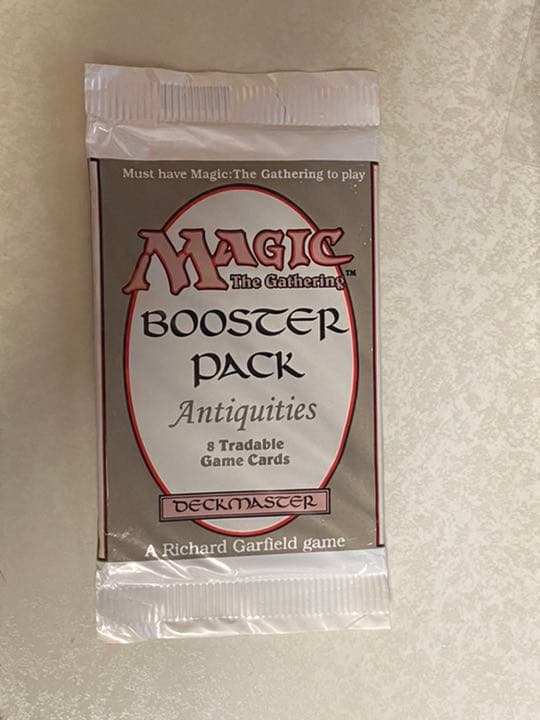 Must have Magic:The Gathering to play
MAGIC
The Gathering™
BOOSTER
PACK
Antiquities
8 Tradable
Game Cards
DECKMASTER
A Richard Garfield game